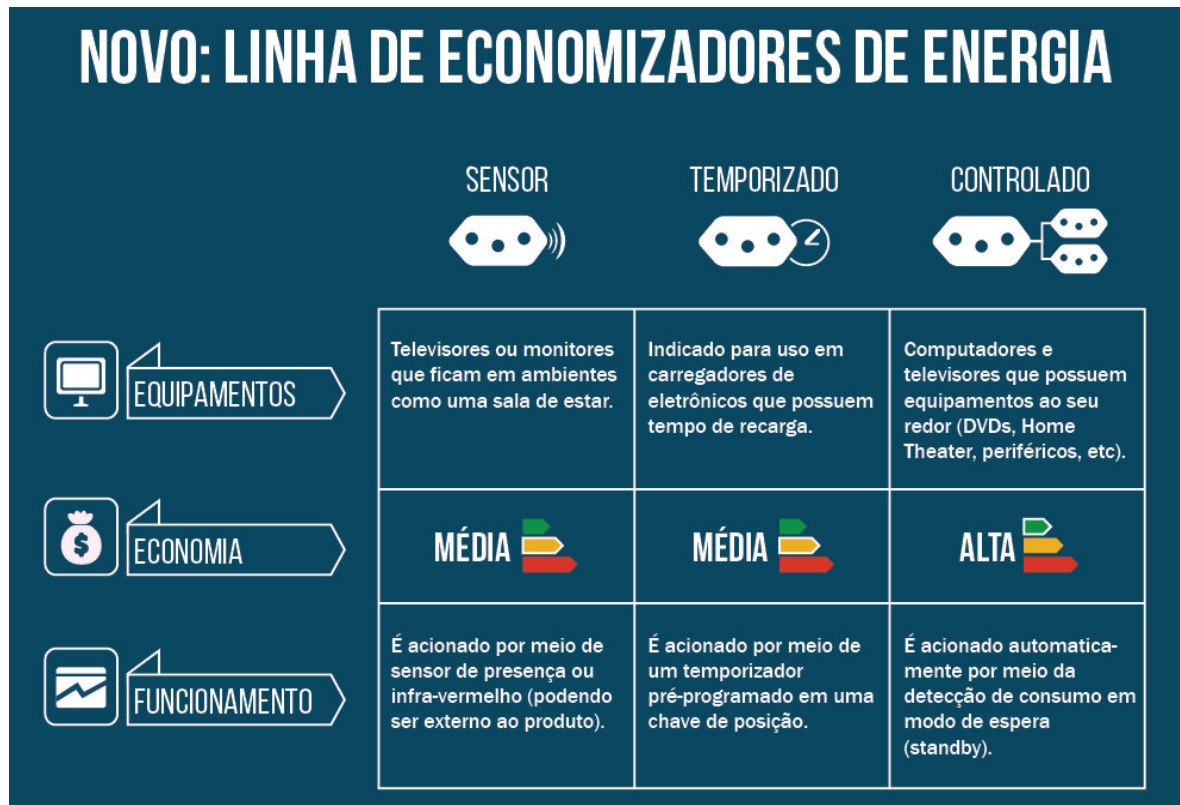 NOVO: LINHA DE ECONOMIZADORES DE ENERGIA
SENSOR
TEMPORIZADO
CONTROLADO
EQUIPAMENTOS
Televisores ou monitores
que ficam em ambientes
como uma sala de estar.
Indicado para uso em
carregadores de
eletrônicos que possuem
tempo de recarga.
Computadores e
televisores que possuem
equipamentos ao seu
redor (DVDs, Home
Theater, periféricos, etc).
$
ECONOMIA
MÉDIA
MÉDIA
ALTA
FUNCIONAMENTO
É acionado por meio de
sensor de presença ou
infra-vermelho (podendo
ser externo ao produto).
É acionado por meio de
um temporizador
pré-programado em uma
chave de posição.
É acionado automatica-
mente por meio da
detecção de consumo em
modo de espera
(standby).